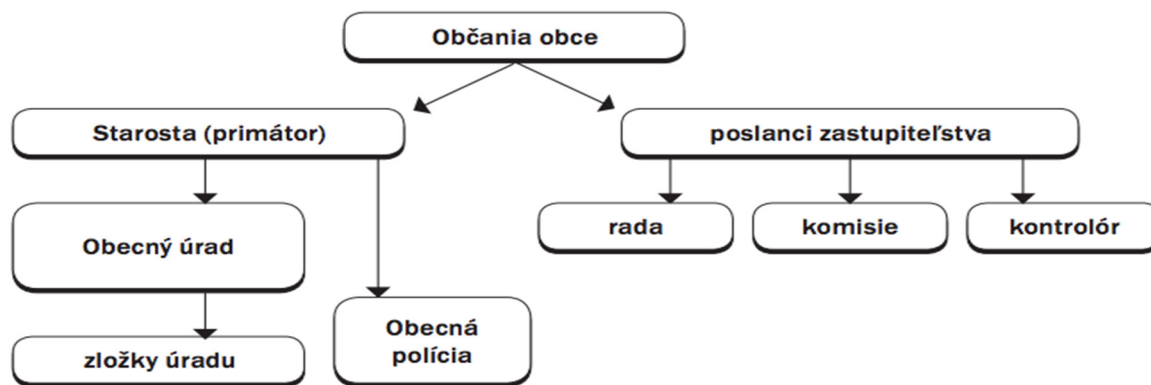 Občania obce
Starosta (primátor)
poslanci zastupiteľstva
rada
komisie
kontrolór
Obecný úrad
Obecná
polícia
zložky úradu